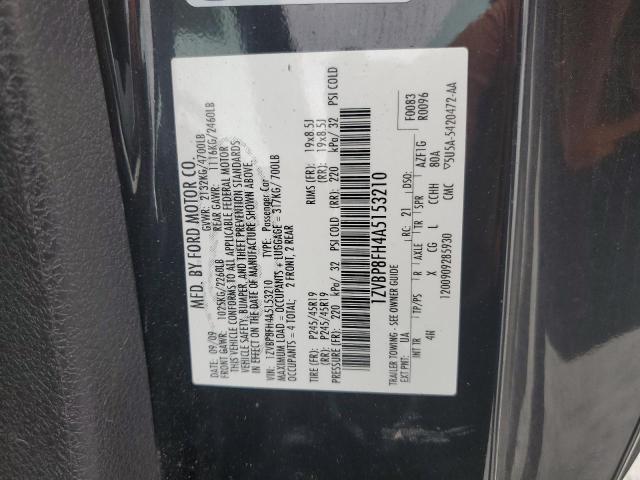 MFD. BY FORD MOTOR CO.
DATE: 09/09 GVWR: 2132KG/4700LB
FRONT GAWR: 1025KG/2260LB REAR GAWR: 1116KG/2460LB
THIS VEHICLE CONFORMS TO ALL APPLICABLE FEDERAL MOTOR
VEHICLE SAFETY, BUMPER, AND THEFT PREVENTION STANDARDS
IN EFFECT ON THE DATE OF MANUFACTURE SHOWN ABOVE.
VIN: 1ZVBP8FH4A5153210 TYPE: Passenger Car
MAXIMUM LOAD = OCCUPANTS + LUGGAGE = 317KG/700LB
OCCUPANTS = 4 TOTAL: 2 FRONT, 2 REAR
TIRE (FR): P245/45R19 RIMS (FR): 19x8.5J
(RR): P245/45R19 (RR): 19x8.5J
PRESSURE (FR): 220 kPa/ 32 PSI COLD (RR): 220 kPa/ 32 PSI COLD
1ZVBP8FH4A5153210
TRAILER TOWING - SEE OWNER GUIDE F0083
R0096
EXT PNT: UA RC: 21 DSO:
INT TR TP/PS R AXLE TR SPR AZF1G
4N X CG L CCHH 80A
1200909285930 CMC ▽5U5A-5420472-AA